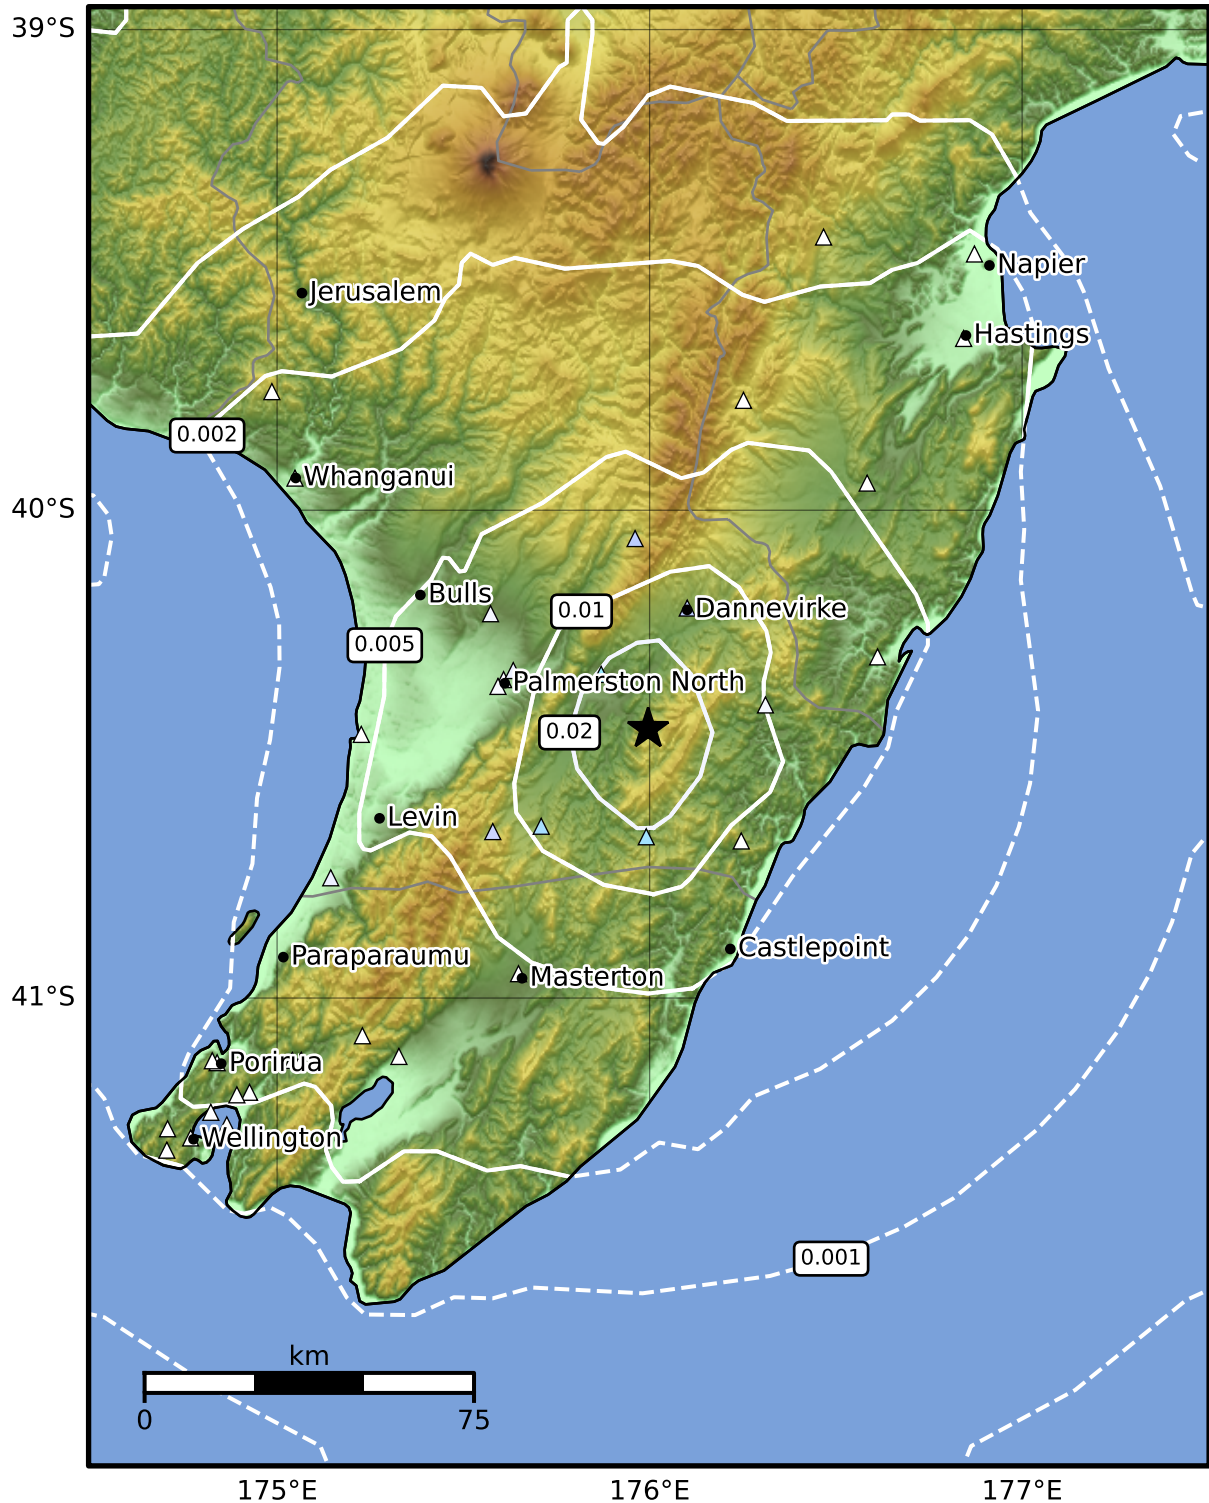 39°S
Napier
Jerusalem
Hastings
0.002
Whanganui
40°S
Bulls
0.01
Dannevirke
0.005
Palmerston North
0.02
Levin
Castlepoint
Paraparaumu
Masterton
41°S
Porirua
Wellington
0.001
km
0
75
175°E
176°E
177°E